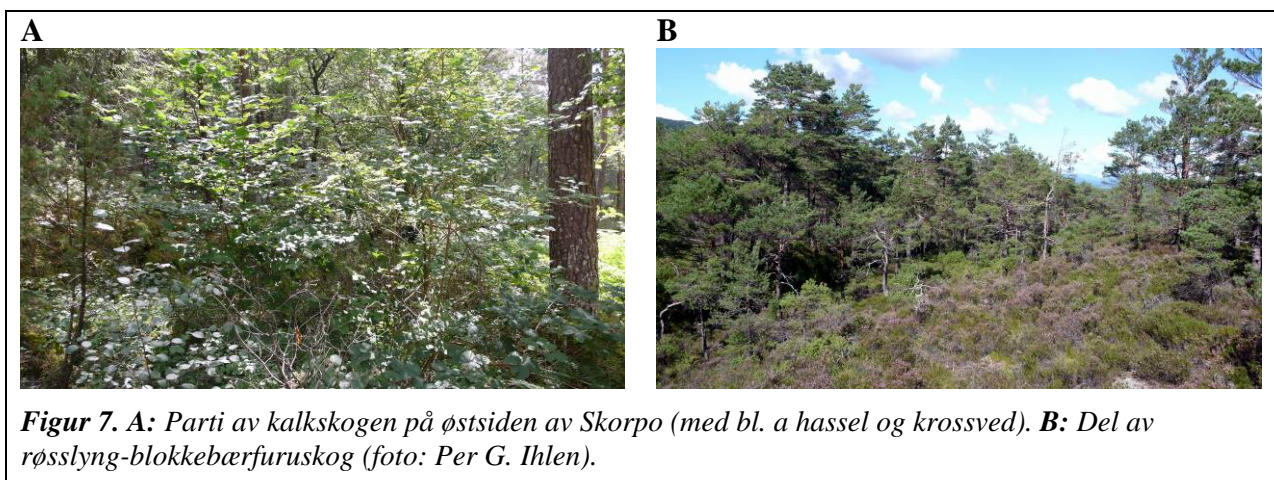 A B
Figur 7. A: Parti av kalkskogen på østsiden av Skorpo (med bl. a hassel og krossved). B: Del av
røsslyng-blokkebærfuruskog (foto: Per G. Ihlen).